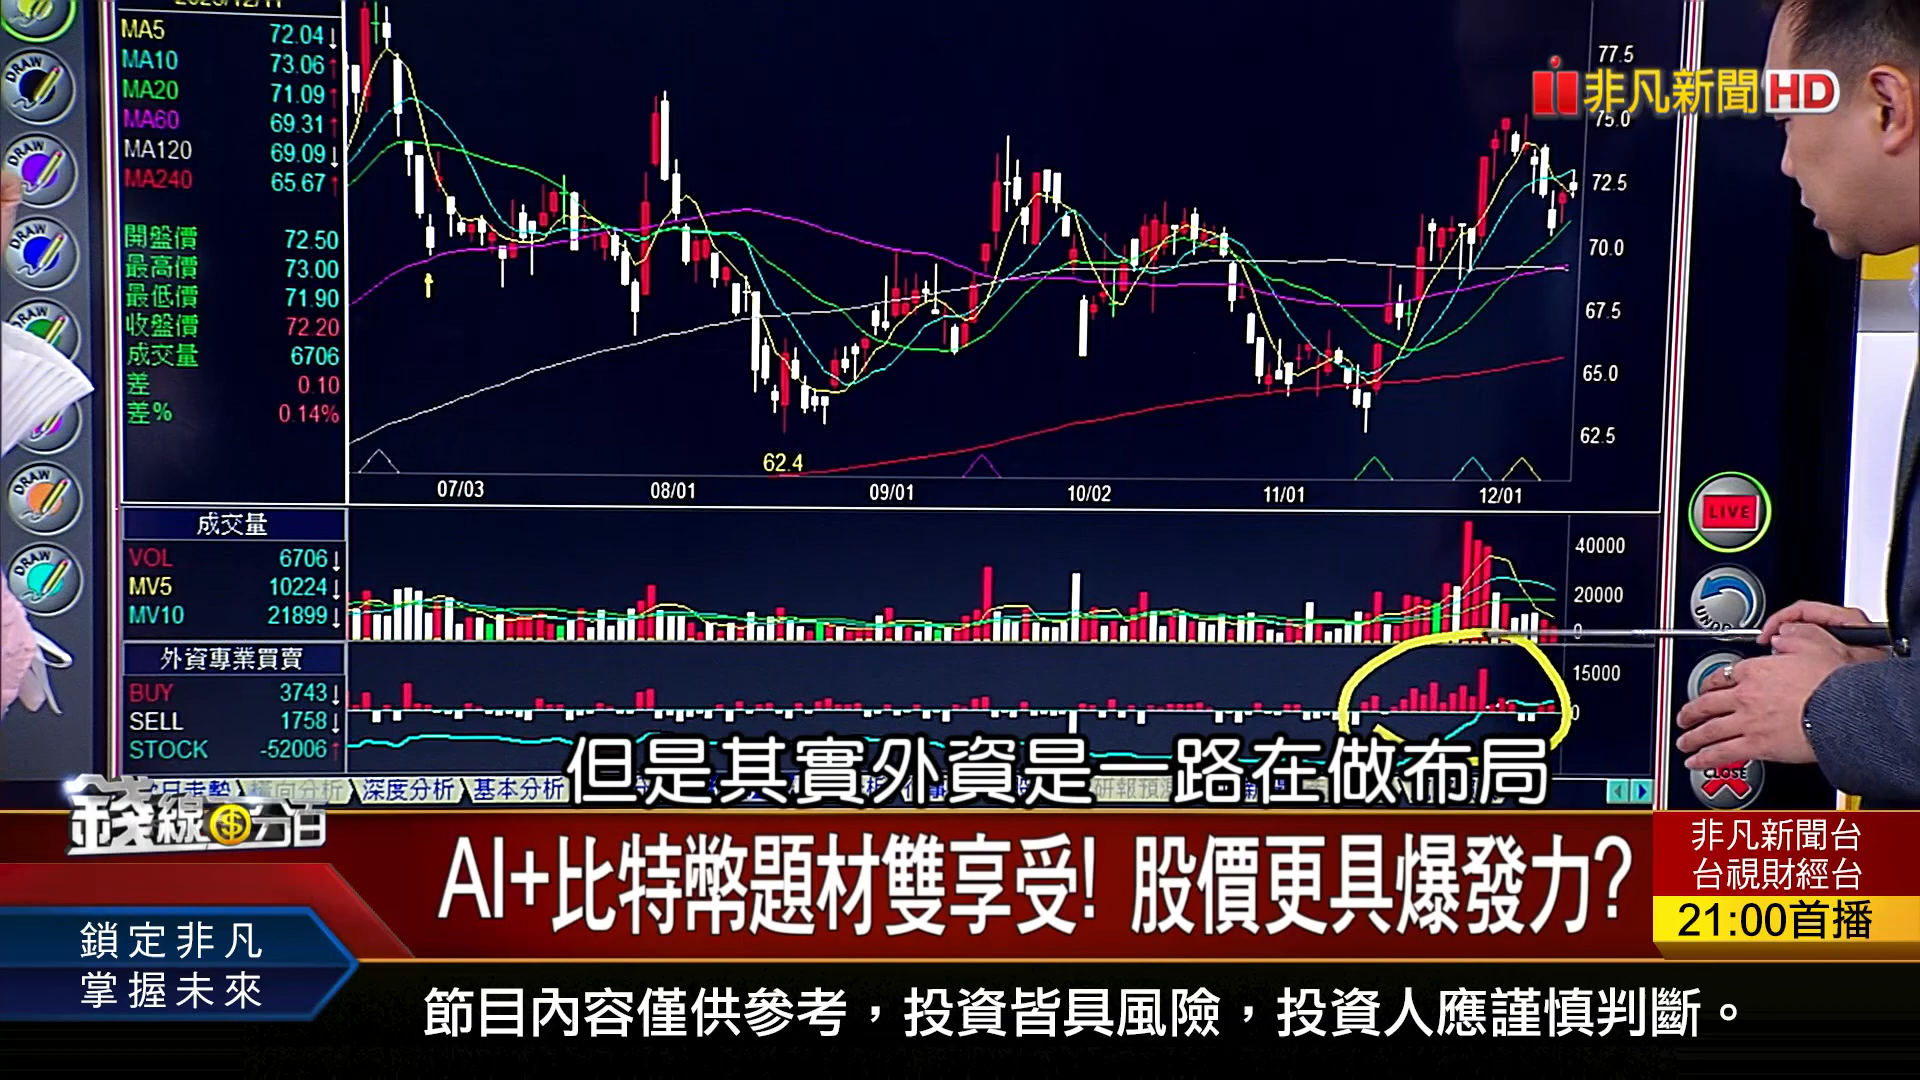 MA5 72.04↓
MA10 73.06↑
MA20 71.09↑
MA60 69.31↑
MA120 69.09↓
MA240 65.67↑
開盤價 72.50
最高價 73.00
最低價 71.90
收盤價 72.20
成交量 6706
差 0.10
差% 0.14%
77.5
75.0
72.5
70.0
67.5
65.0
62.5
62.4
07/03 08/01 09/01 10/02 11/01 12/01
成交量
VOL 6706↓
MV5 10224↓
MV10 21899↓
40000
20000
0
外資專業買賣
BUY 3743↓
SELL 1758↓
STOCK -52006↑
15000
0
DRAW
DRAW
DRAW
DRAW
DRAW
DRAW
LIVE
UNDO
CLOSE
非凡新聞HD
深度分析 基本分析
但是其實外資是一路在做布局
錢線百分百
AI+比特幣題材雙享受! 股價更具爆發力?
非凡新聞台
台視財經台
21:00首播
鎖定非凡
掌握未來
節目內容僅供參考，投資皆具風險，投資人應謹慎判斷。